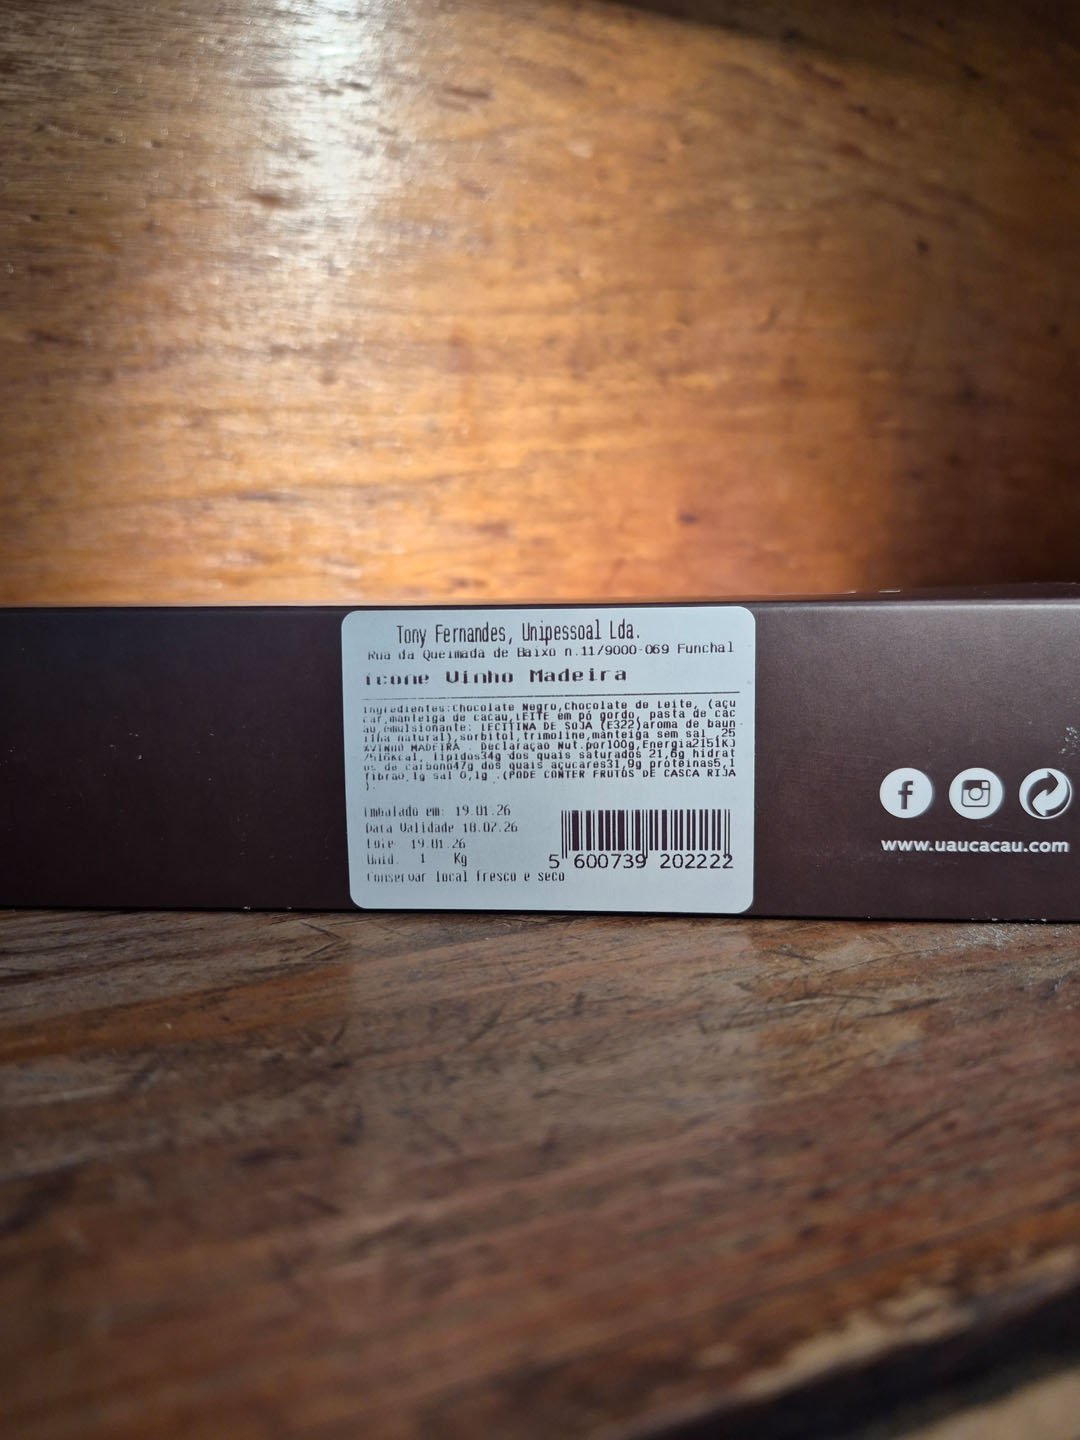 Tony Fernandes, Unipessoal Lda.
Rua da Queimada de Baixo n.11/9000-069 Funchal
icone Vinho Madeira
Ingredientes:Chocolate Negro,Chocolate de Leite, (açu
car,manteiga de cacau,LEITE em pó gordo, pasta de cac
au,emulsionante: LECITINA DE SOJA (E322)aroma de baun
ilha natural),sorbitol,trimoline,manteiga sem sal ,25
%VINHO MADEIRA . Declaração Nut.por100g,Energia2151KJ
/516Kcal, lipidos34g dos quais saturados 21,6g hidrat
os de carbono47g dos quais açucares31,9g proteinas5,1
fibra0,1g sal 0,1g .(PODE CONTER FRUTOS DE CASCA RIJA
).
Embalado em: 19.01.26
Data Validade 18.07.26
Lote 19.01.26
Unid. 1 Kg
5 600739 202222
Conservar local fresco e seco
www.uaucacau.com